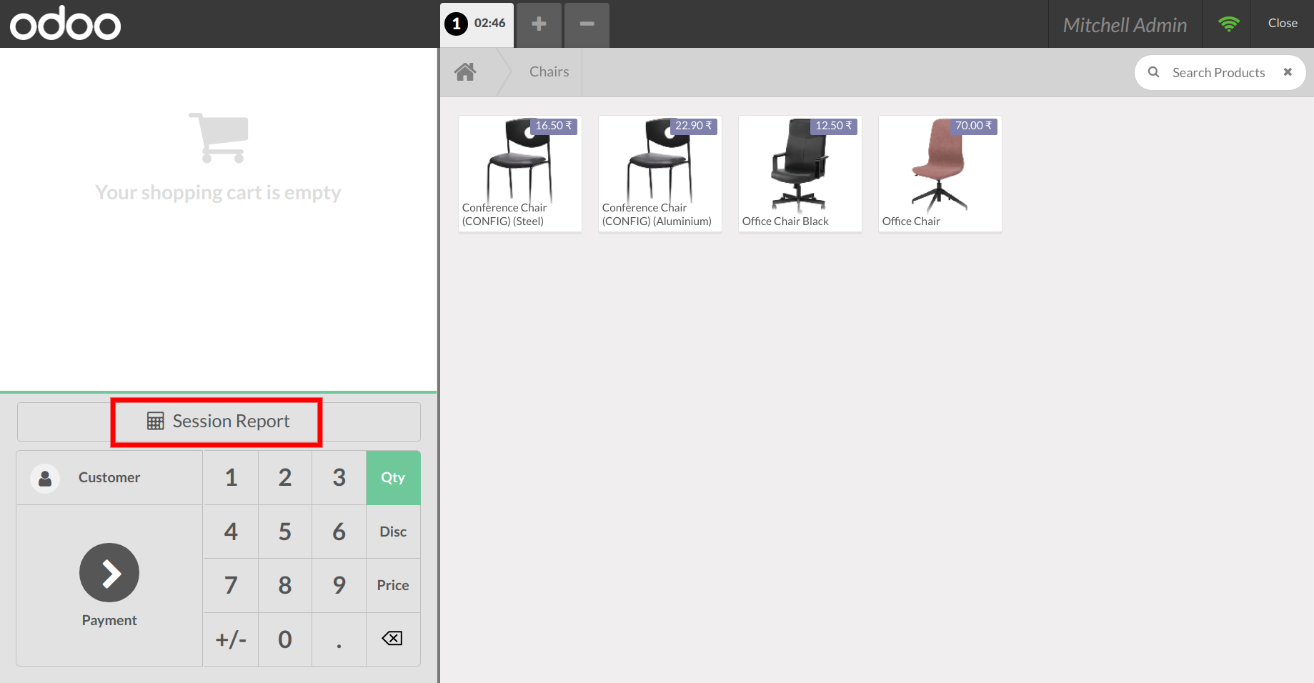 odoo
1 02:46
Mitchell Admin
Close
Chairs
Search Products
Your shopping cart is empty
16.50 ₹
Conference Chair
(CONFIG) (Steel)
22.90 ₹
Conference Chair
(CONFIG) (Aluminium)
12.50 ₹
Office Chair Black
70.00 ₹
Office Chair
Session Report
Customer
Payment
1 2 3 Qty
4 5 6 Disc
7 8 9 Price
+/- 0 .